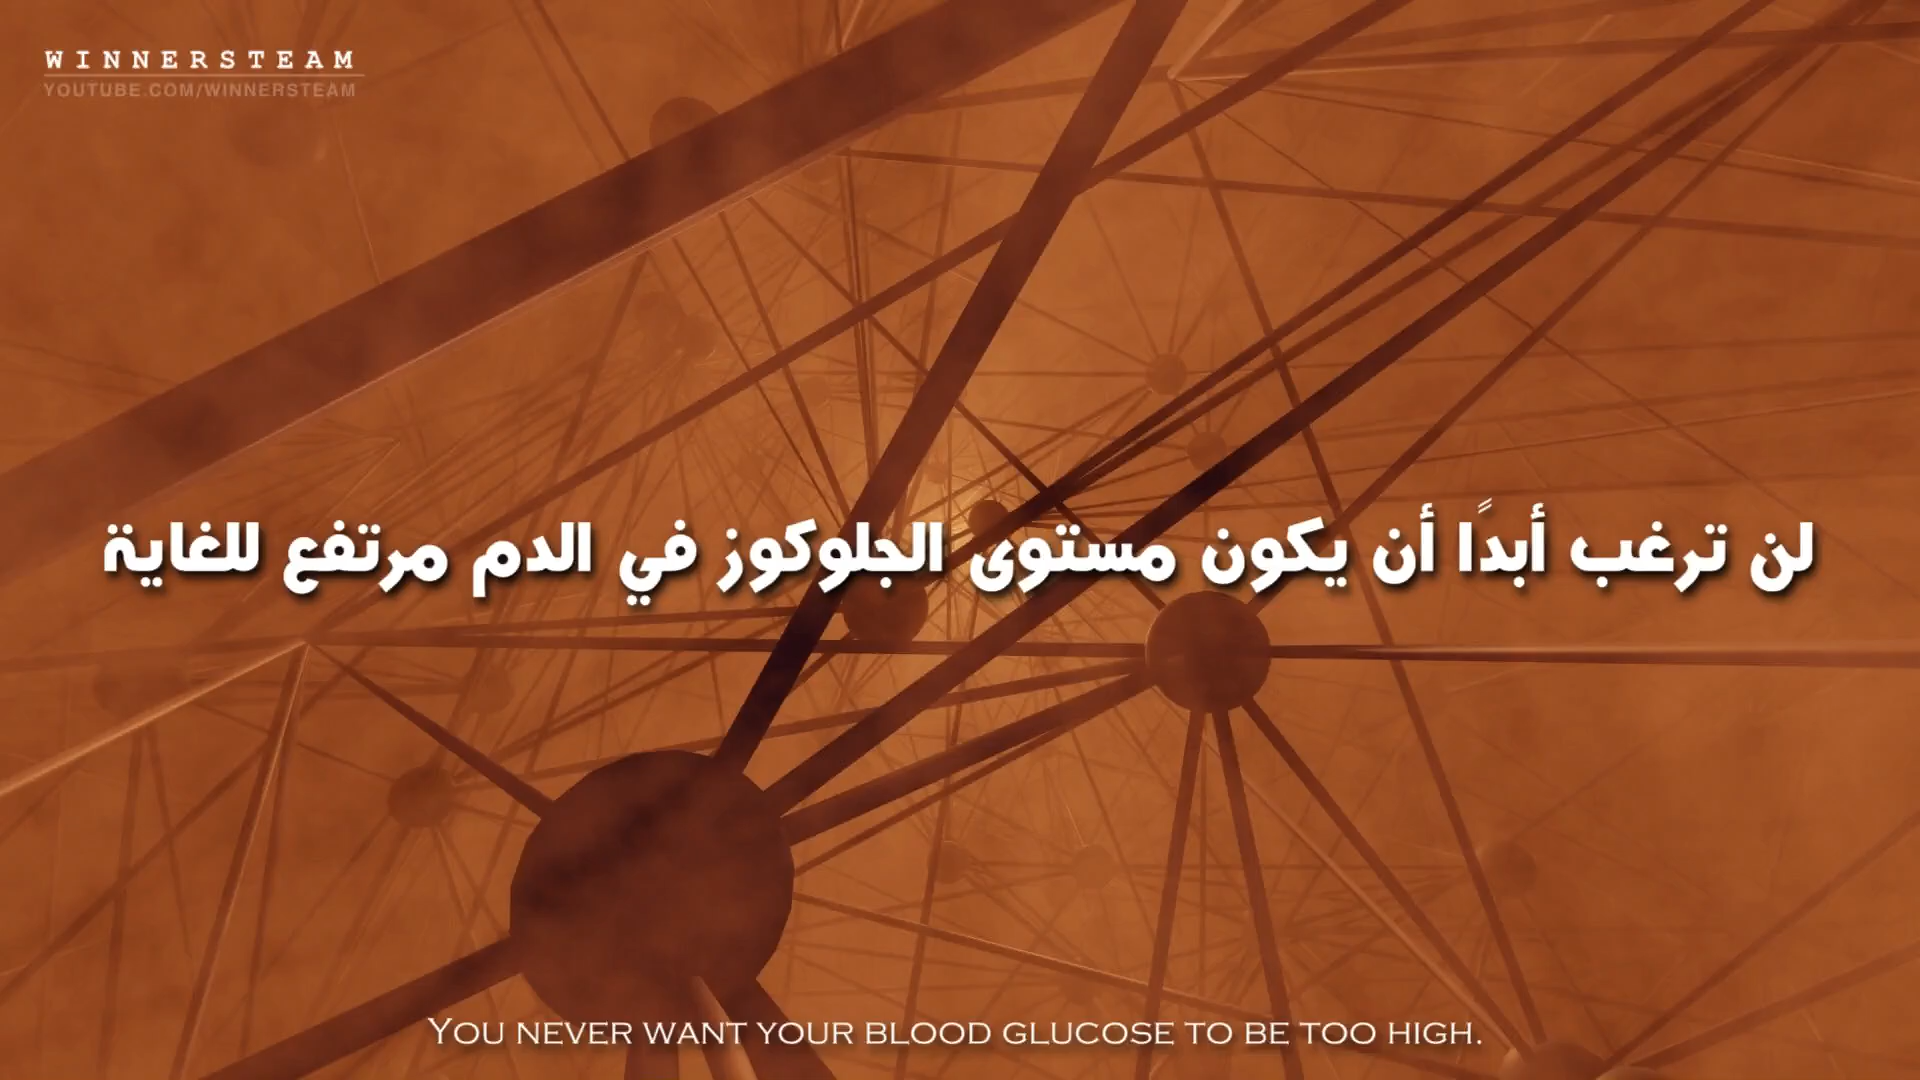 WINNERSTEAM
YOUTUBE.COM/WINNERSTEAM
لن ترغب أبدًا أن يكون مستوى الجلوكوز في الدم مرتفع للغاية
YOU NEVER WANT YOUR BLOOD GLUCOSE TO BE TOO HIGH.